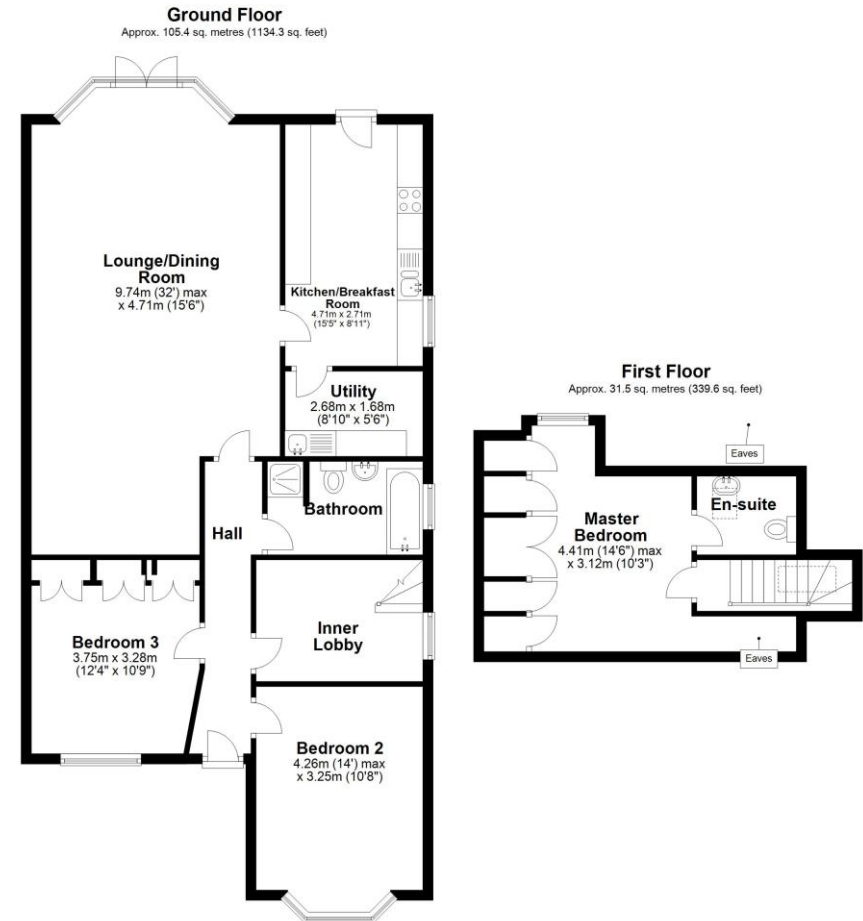 Ground Floor
Approx. 105.4 sq. metres (1134.3 sq. feet)
Lounge/Dining
Room
9.74m (32') max
x 4.71m (15'6")
Kitchen/Breakfast
Room
4.71m x 2.71m
(15'5" x 8'11")
Utility
2.68m x 1.68m
(8'10" x 5'6")
Bathroom
Hall
Inner
Lobby
Bedroom 3
3.75m x 3.28m
(12'4" x 10'9")
Bedroom 2
4.26m (14') max
x 3.25m (10'8")
First Floor
Approx. 31.5 sq. metres (339.6 sq. feet)
Eaves
En-suite
Master
Bedroom
4.41m (14'6") max
x 3.12m (10'3")
Eaves